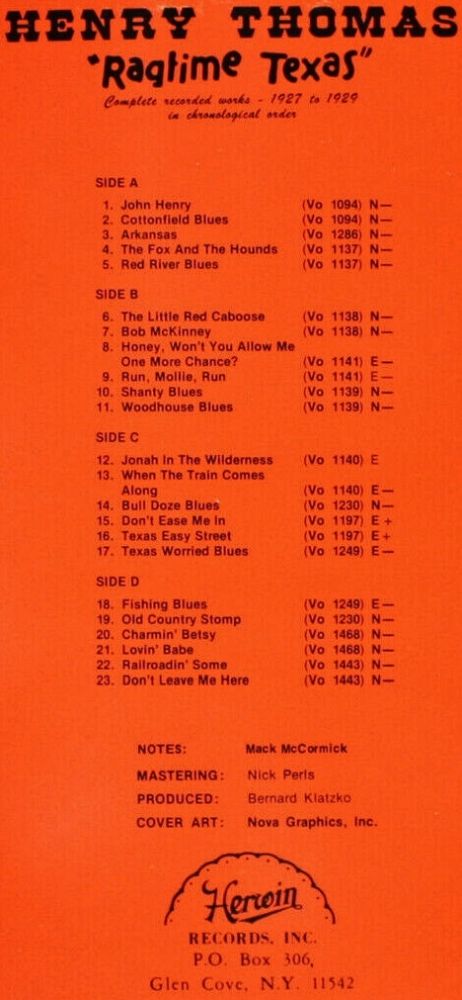 HENRY THOMAS
"Ragtime Texas"
Complete recorded works - 1927 to 1929
in chronological order
SIDE A
1. John Henry (Vo 1094) N—
2. Cottonfield Blues (Vo 1094) N—
3. Arkansas (Vo 1286) N—
4. The Fox And The Hounds (Vo 1137) N—
5. Red River Blues (Vo 1137) N—
SIDE B
6. The Little Red Caboose (Vo 1138) N—
7. Bob McKinney (Vo 1138) N—
8. Honey, Won't You Allow Me
One More Chance? (Vo 1141) E—
9. Run, Mollie, Run (Vo 1141) E—
10. Shanty Blues (Vo 1139) N—
11. Woodhouse Blues (Vo 1139) N—
SIDE C
12. Jonah In The Wilderness (Vo 1140) E
13. When The Train Comes
Along (Vo 1140) E—
14. Bull Doze Blues (Vo 1230) N—
15. Don't Ease Me In (Vo 1197) E+
16. Texas Easy Street (Vo 1197) E+
17. Texas Worried Blues (Vo 1249) E—
SIDE D
18. Fishing Blues (Vo 1249) E—
19. Old Country Stomp (Vo 1230) N—
20. Charmin' Betsy (Vo 1468) N—
21. Lovin' Babe (Vo 1468) N—
22. Railroadin' Some (Vo 1443) N—
23. Don't Leave Me Here (Vo 1443) N—
NOTES: Mack McCormick
MASTERING: Nick Perls
PRODUCED: Bernard Klatzko
COVER ART: Nova Graphics, Inc.
Herwin
RECORDS, INC.
P.O. Box 306,
Glen Cove, N.Y. 11542